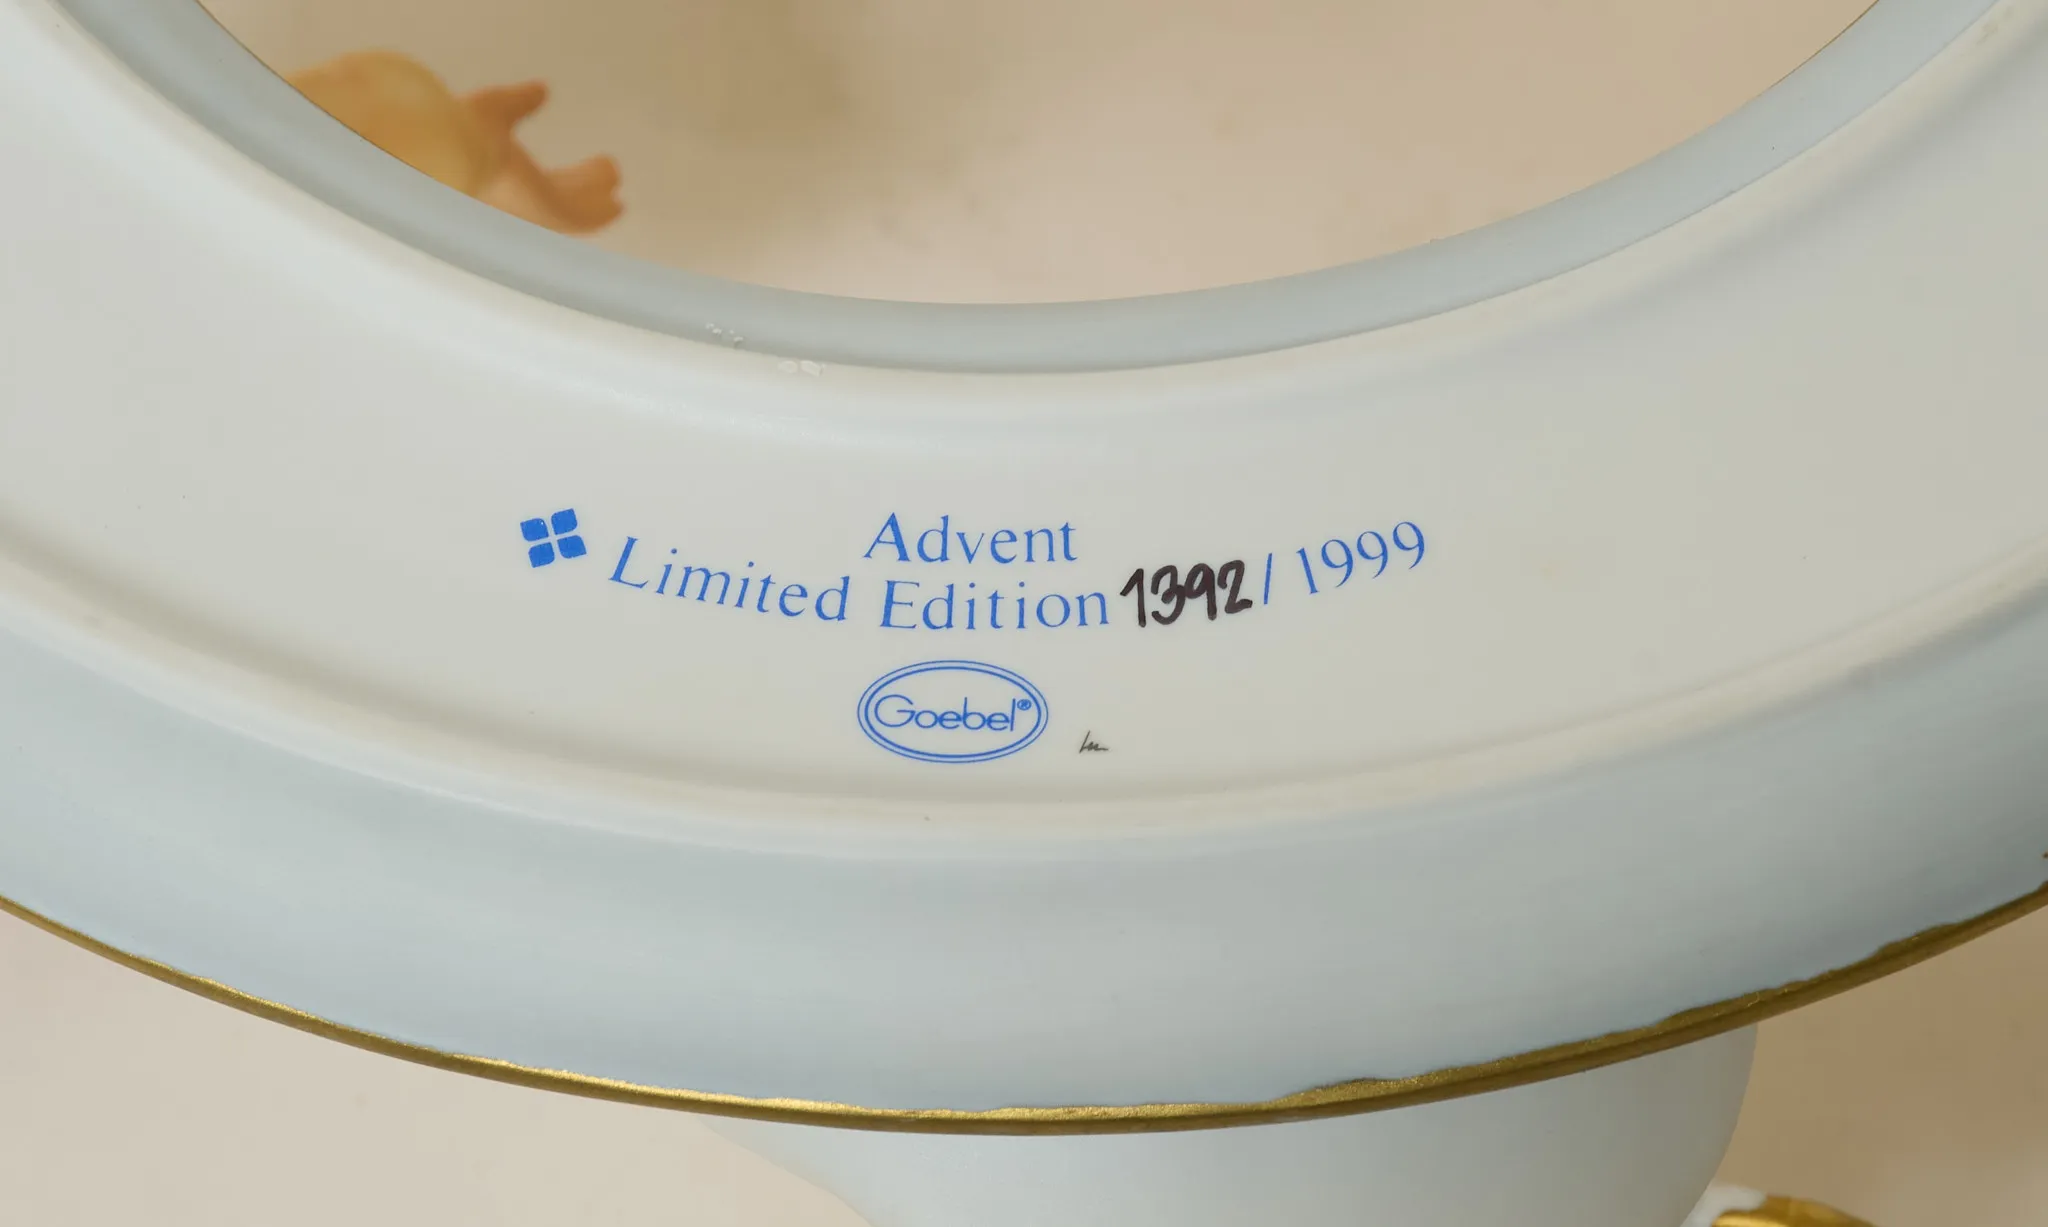 Advent
Limited Edition 1392 / 1999
Goebel®